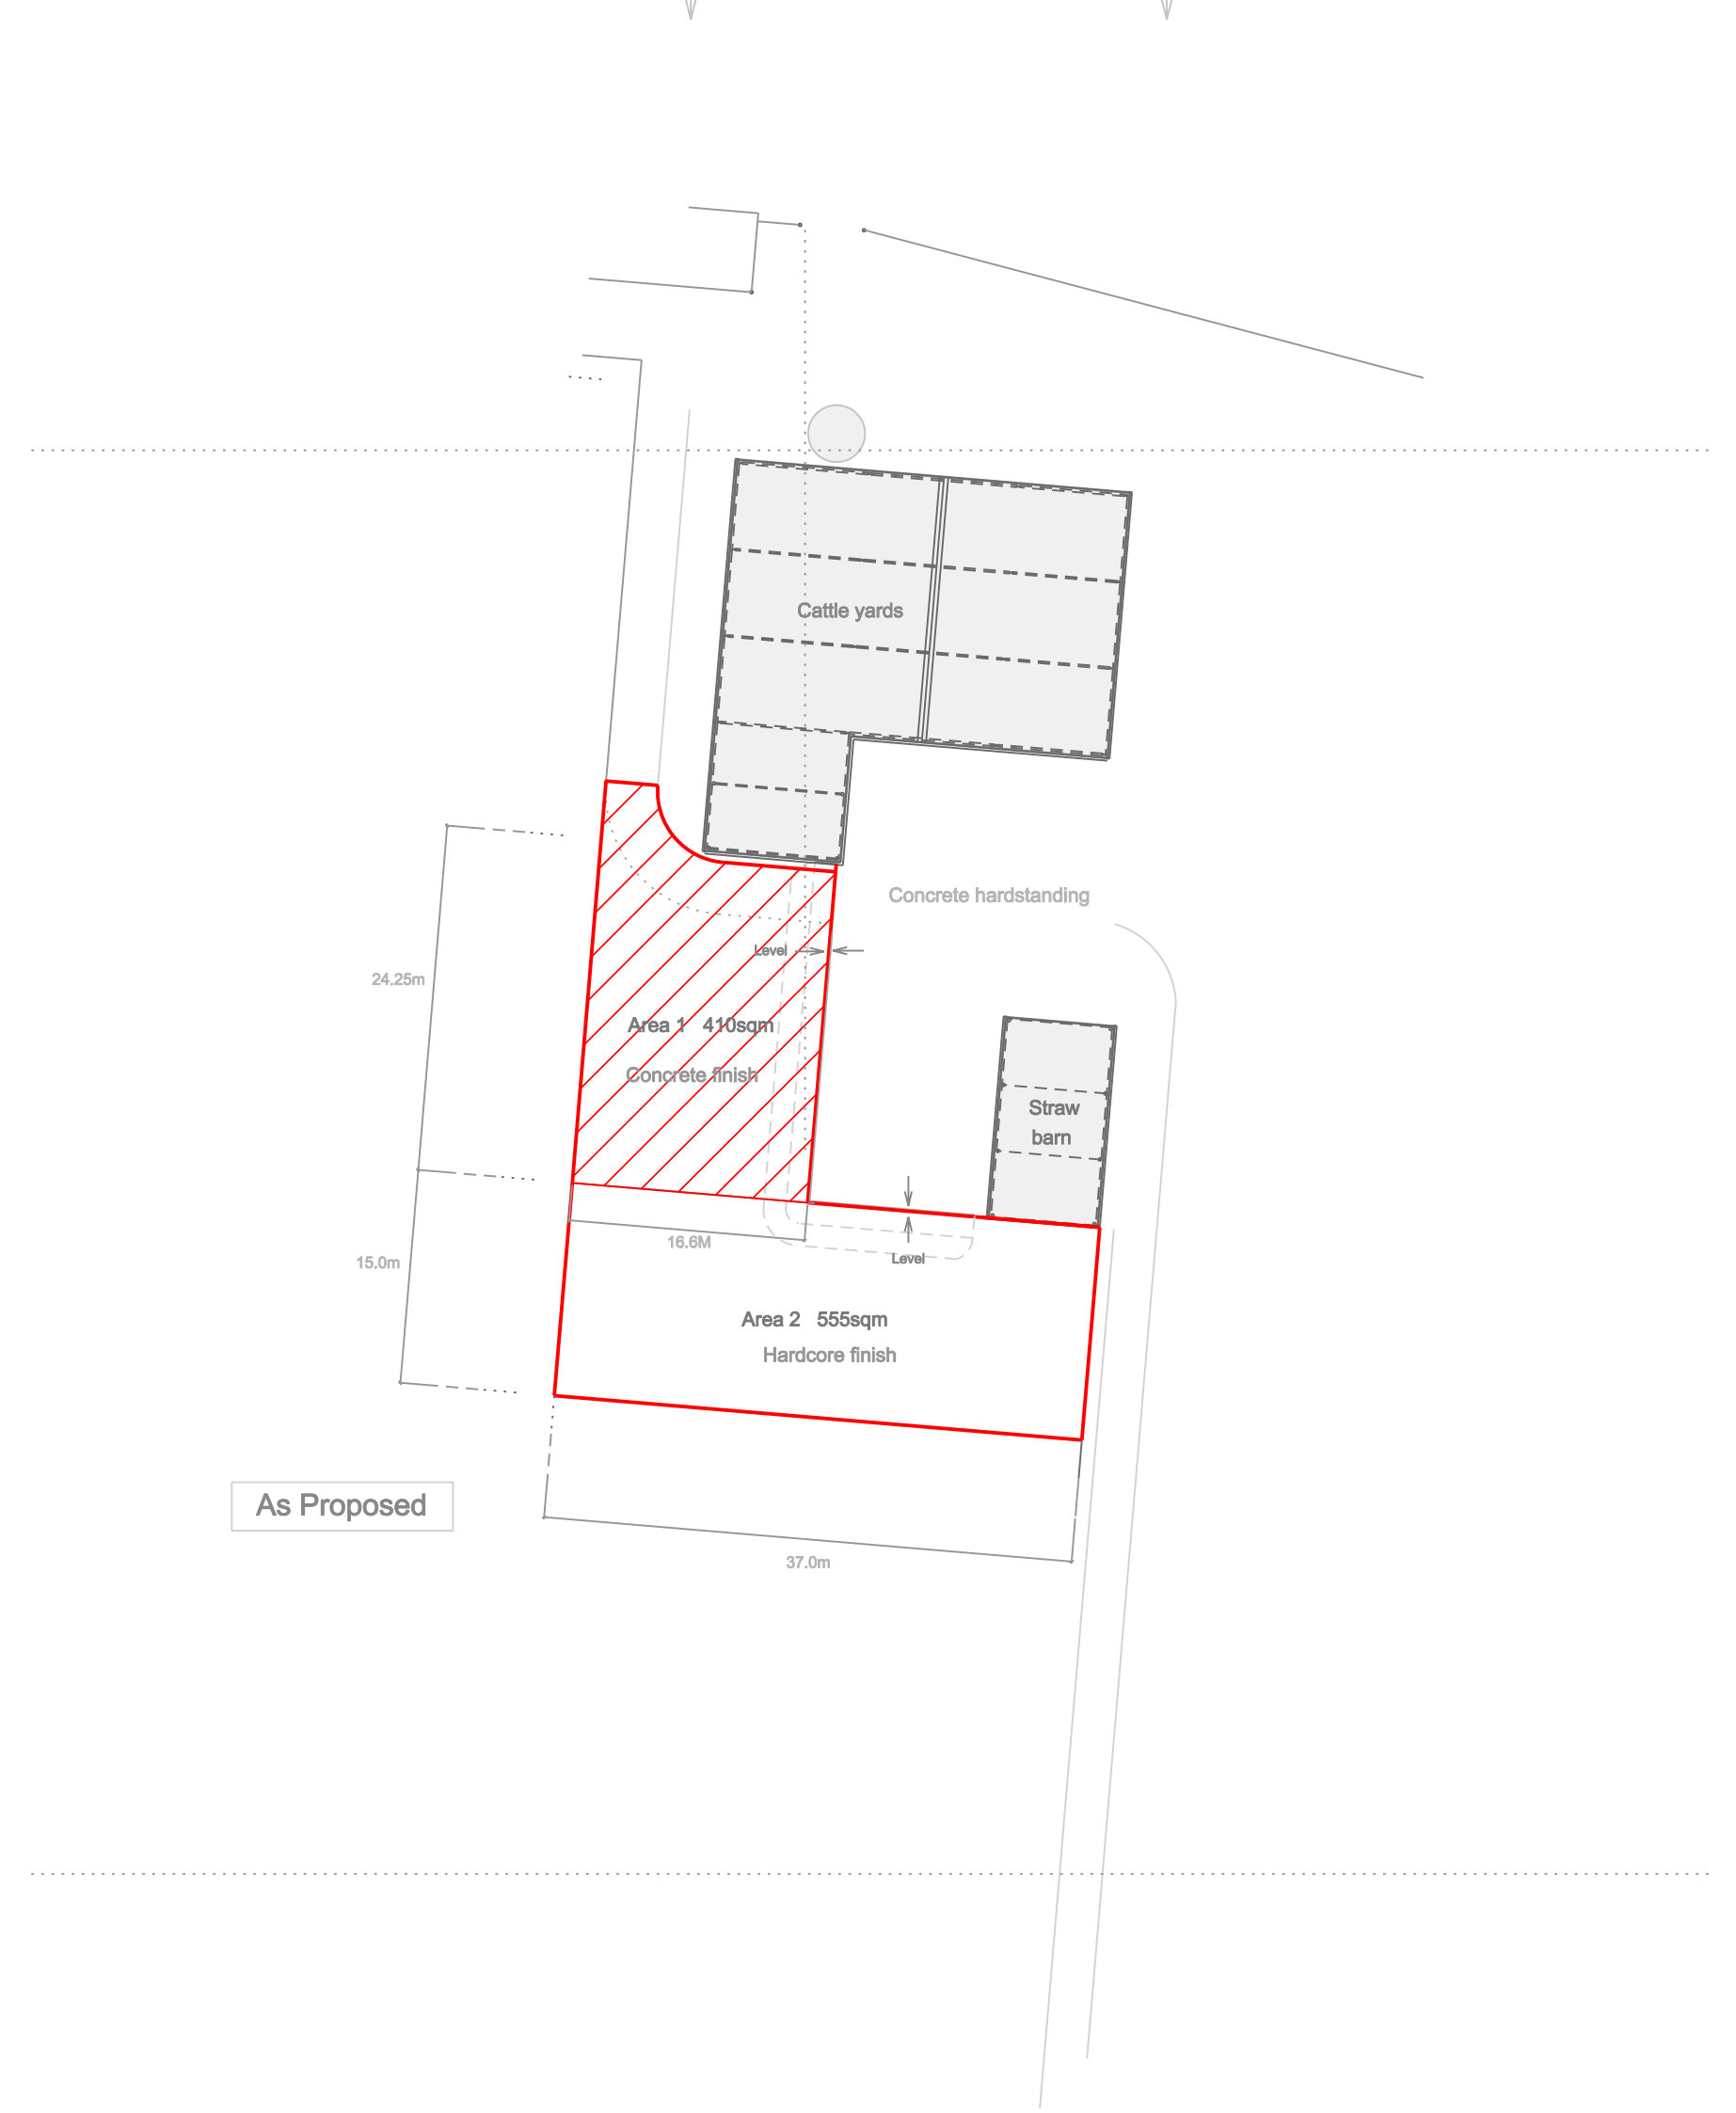 Cattle yards
Concrete hardstanding
Level
24.25m
Area 1 410sqm
Concrete finish
Straw
barn
16.6M
Level
15.0m
Area 2 555sqm
Hardcore finish
As Proposed
37.0m